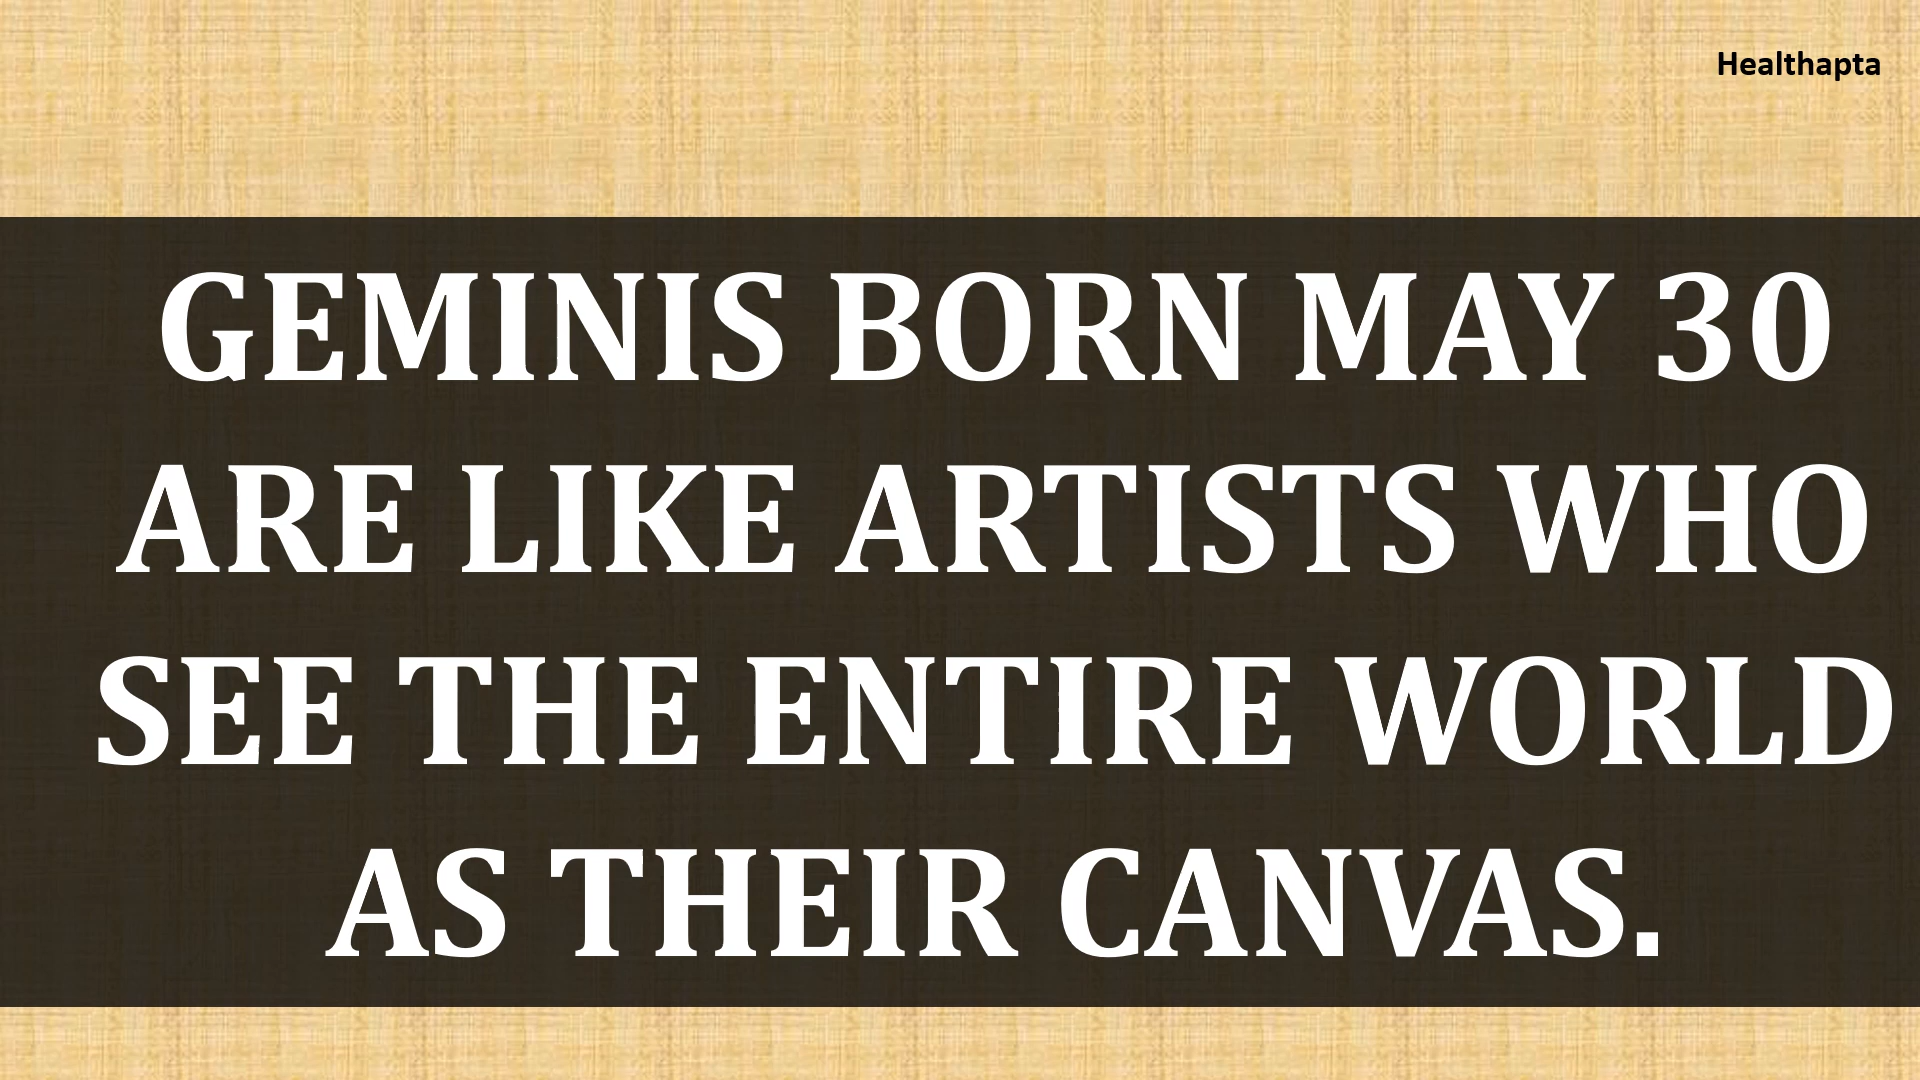 Healthapta
GEMINIS BORN MAY 30
ARE LIKE ARTISTS WHO
SEE THE ENTIRE WORLD
AS THEIR CANVAS.